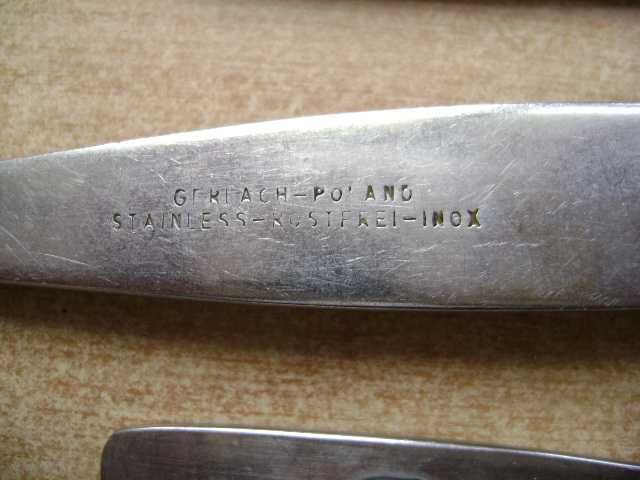 GERLACH-POLAND
STAINLESS-ROSTFREI-INOX